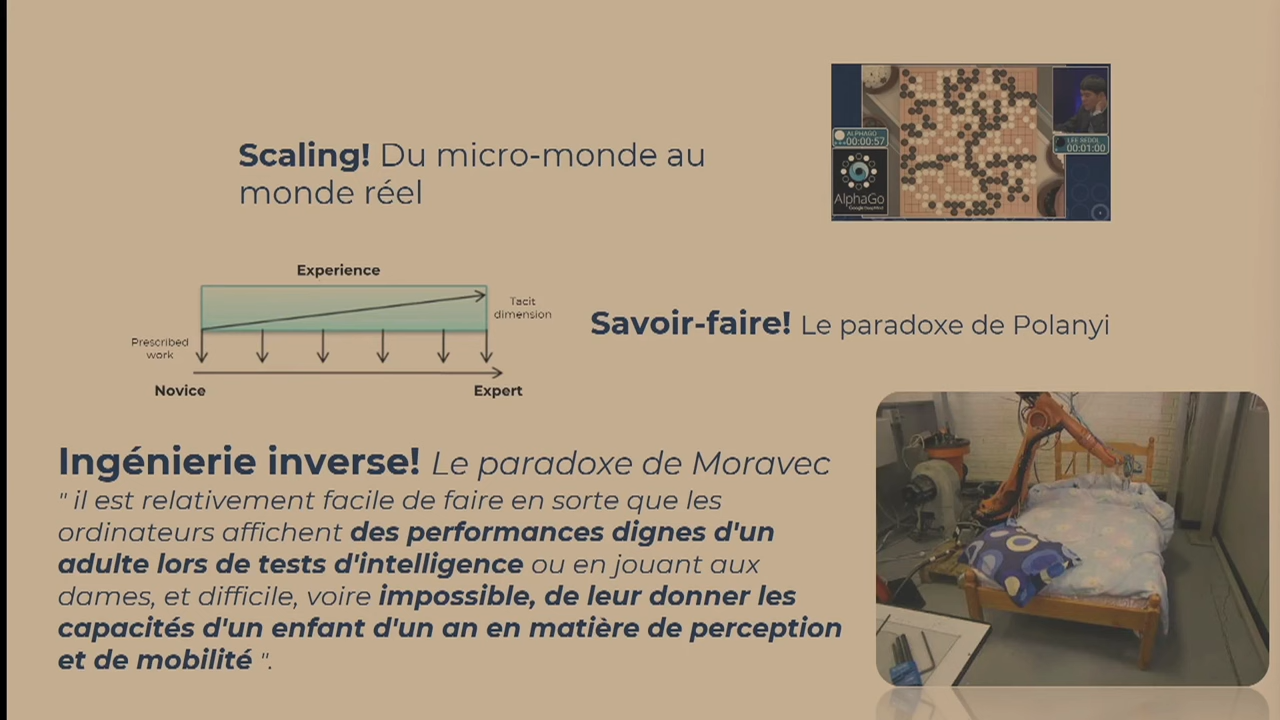 Scaling! Du micro-monde au
monde réel
ALPHAGO
00:00:57
LEE SEDOL
00:01:00
AlphaGo
Google DeepMind
Experience
Tacit
dimension
Prescribed
work
Novice
Expert
Savoir-faire! Le paradoxe de Polanyi
Ingénierie inverse! Le paradoxe de Moravec
" il est relativement facile de faire en sorte que les
ordinateurs affichent des performances dignes d'un
adulte lors de tests d'intelligence ou en jouant aux
dames, et difficile, voire impossible, de leur donner les
capacités d'un enfant d'un an en matière de perception
et de mobilité ".